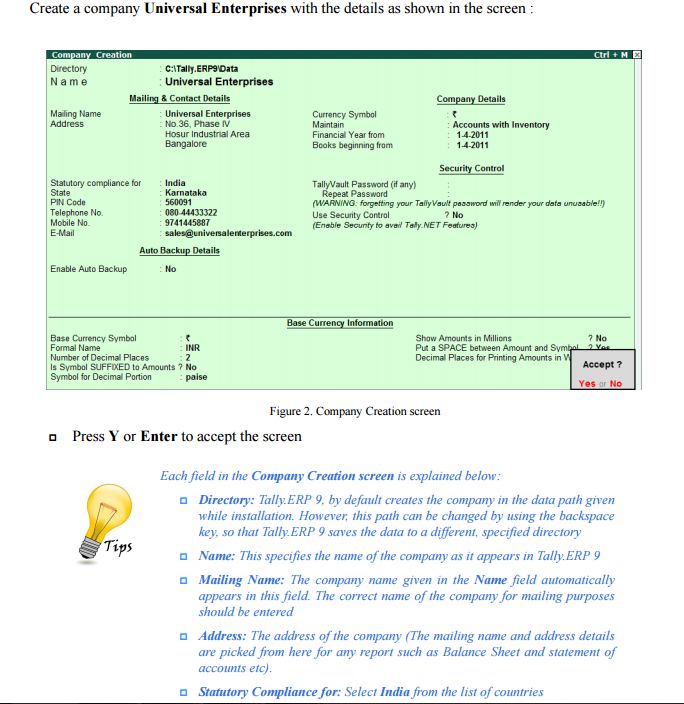 Create a company Universal Enterprises with the details as shown in the screen :
Company Creation Ctrl + M
Directory : C:\Tally.ERP9\Data
Name : Universal Enterprises
Mailing & Contact Details
Mailing Name : Universal Enterprises
Address : No.36, Phase IV
Hosur Industrial Area
Bangalore
Statutory compliance for : India
State : Karnataka
PIN Code : 560091
Telephone No. : 080-44433322
Mobile No. : 9741445887
E-Mail : sales@universalenterprises.com
Auto Backup Details
Enable Auto Backup : No
Company Details
Currency Symbol : ₹
Maintain : Accounts with Inventory
Financial Year from : 1-4-2011
Books beginning from : 1-4-2011
Security Control
TallyVault Password (if any) :
Repeat Password :
(WARNING: forgetting your TallyVault password will render your data unusable!!)
Use Security Control ? No
(Enable Security to avail Tally.NET Features)
Base Currency Information
Base Currency Symbol : ₹
Formal Name : INR
Number of Decimal Places : 2
Is Symbol SUFFIXED to Amounts ? No
Symbol for Decimal Portion : paise
Show Amounts in Millions ? No
Put a SPACE between Amount and Symbol ? Yes
Decimal Places for Printing Amounts in W
Accept ?
Yes or No
Figure 2. Company Creation screen
Press Y or Enter to accept the screen
Tips
Each field in the Company Creation screen is explained below:
Directory: Tally.ERP 9, by default creates the company in the data path given
while installation. However, this path can be changed by using the backspace
key, so that Tally.ERP 9 saves the data to a different, specified directory
Name: This specifies the name of the company as it appears in Tally.ERP 9
Mailing Name: The company name given in the Name field automatically
appears in this field. The correct name of the company for mailing purposes
should be entered
Address: The address of the company (The mailing name and address details
are picked from here for any report such as Balance Sheet and statement of
accounts etc).
Statutory Compliance for: Select India from the list of countries